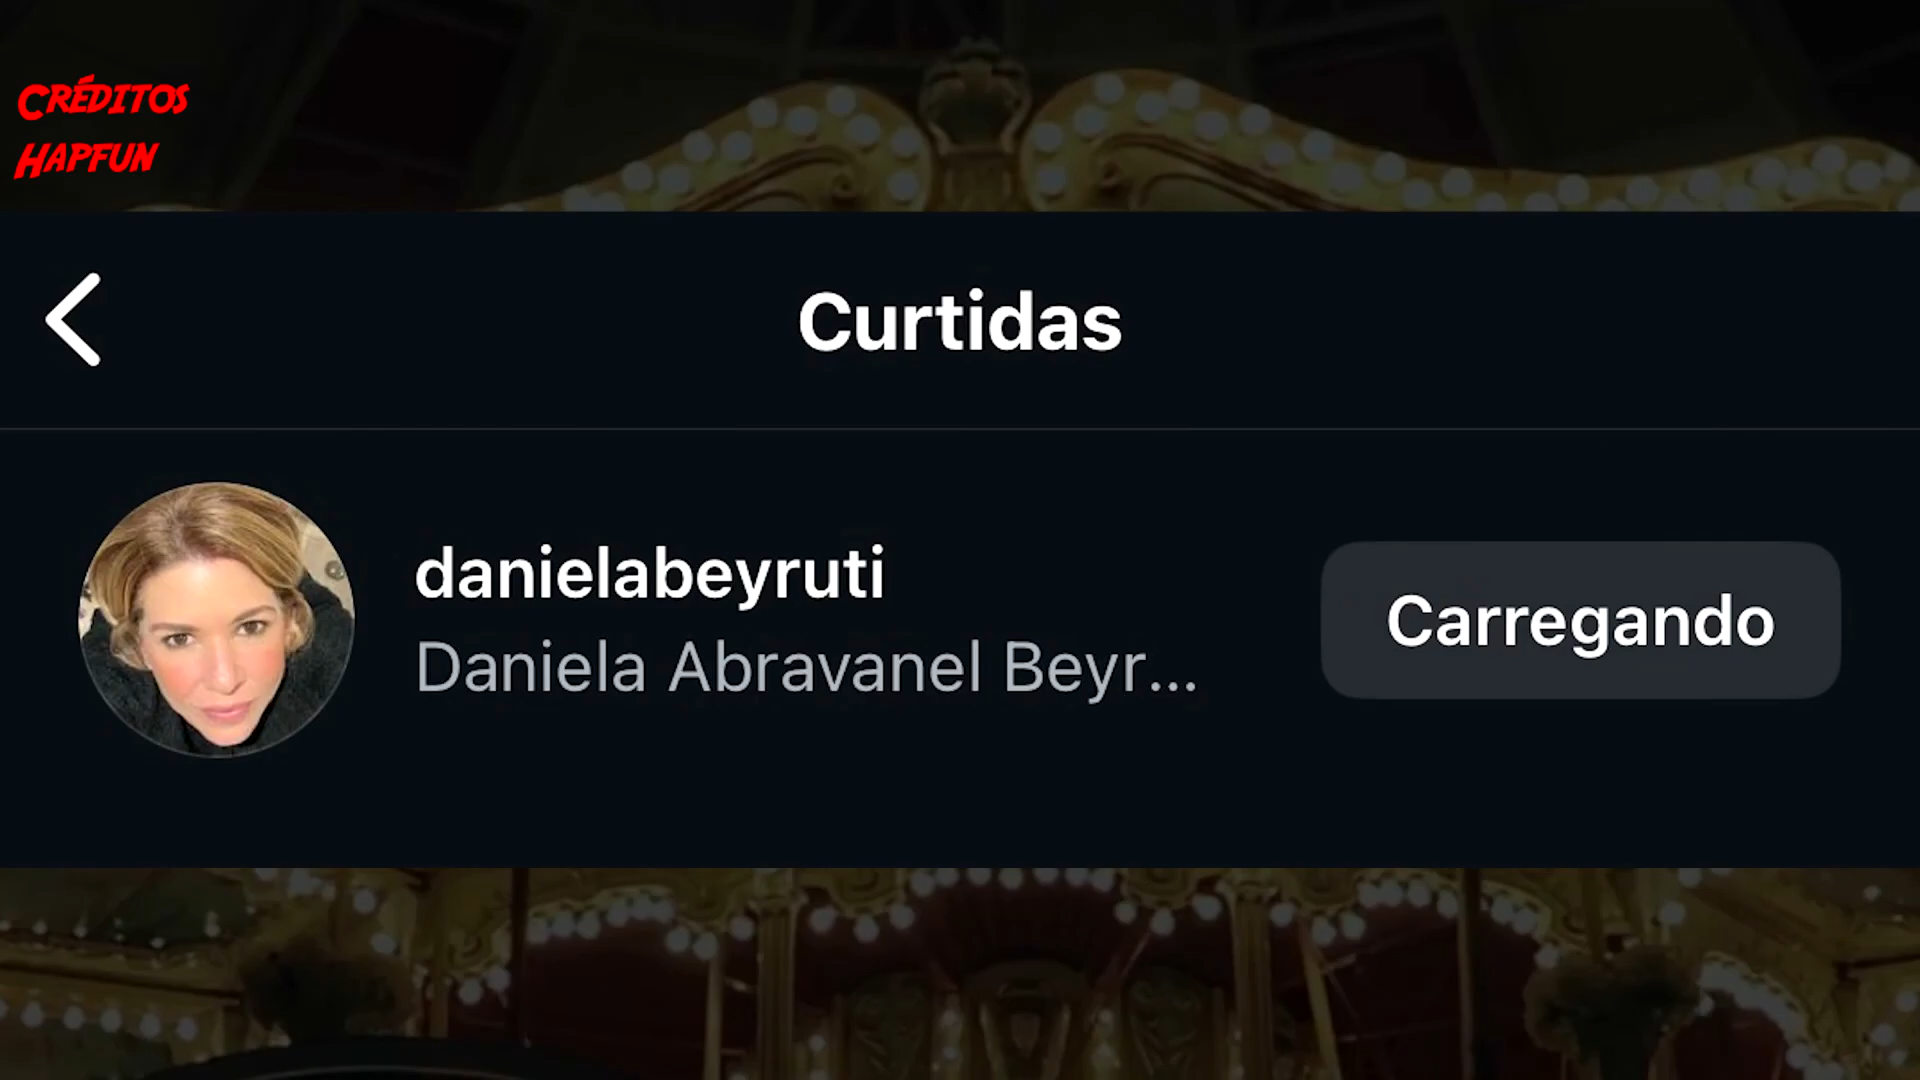 CRÉDITOS
HAPFUN
Curtidas
danielabeyruti
Daniela Abravanel Beyr...
Carregando